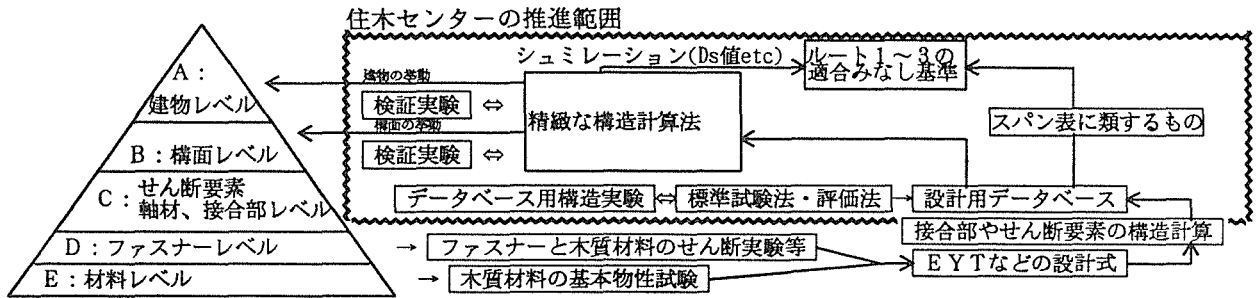 住木センターの推進範囲
A：
建物レベル
B：構面レベル
C：せん断要素
軸材、接合部レベル
D：ファスナーレベル
E：材料レベル
シュミレーション(Ds値etc)
ルート1～3の
適合みなし基準
建物の挙動
検証実験 ⇔
構面の挙動
検証実験 ⇔
精緻な構造計算法
スパン表に類するもの
データベース用構造実験 ⇔ 標準試験法・評価法 → 設計用データベース
接合部やせん断要素の構造計算
→ ファスナーと木質材料のせん断実験等
→ 木質材料の基本物性試験
EYTなどの設計式